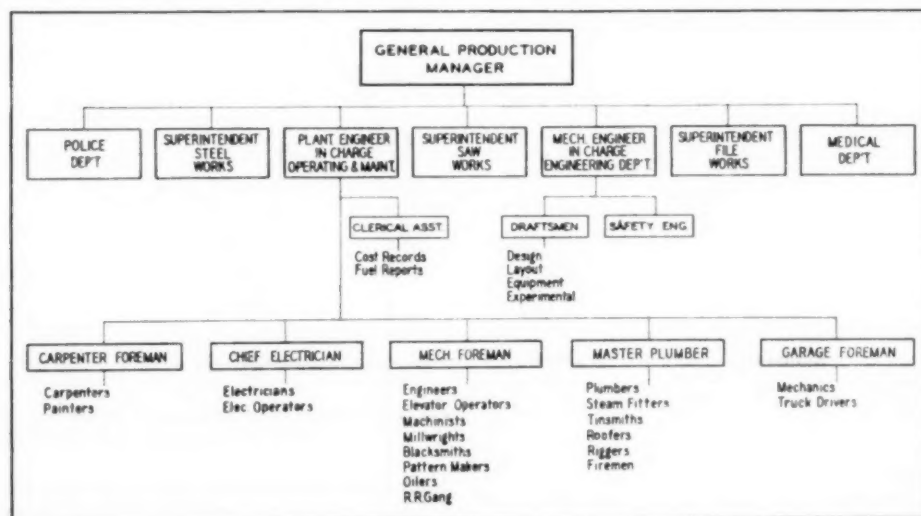 GENERAL PRODUCTION
MANAGER
POLICE
DEP'T
SUPERINTENDENT
STEEL
WORKS
PLANT ENGINEER
IN CHARGE
OPERATING & MAINT.
SUPERINTENDENT
SAW
WORKS
MECH. ENGINEER
IN CHARGE
ENGINEERING DEP'T
SUPERINTENDENT
FILE
WORKS
MEDICAL
DEP'T
CLERICAL ASST.
Cost Records
Fuel Reports
DRAFTSMEN
Design
Layout
Equipment
Experimental
SAFETY ENG
CARPENTER FOREMAN
Carpenters
Painters
CHIEF ELECTRICIAN
Electricians
Elec. Operators
MECH. FOREMAN
Engineers
Elevator Operators
Machinists
Millwrights
Blacksmiths
Pattern Makers
Oilers
R.R.Gang
MASTER PLUMBER
Plumbers
Steam Fitters
Tinsmiths
Roofers
Riggers
Firemen
GARAGE FOREMAN
Mechanics
Truck Drivers